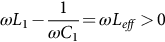 ωL₁ − 1/(ωC₁) = ωL_eff > 0